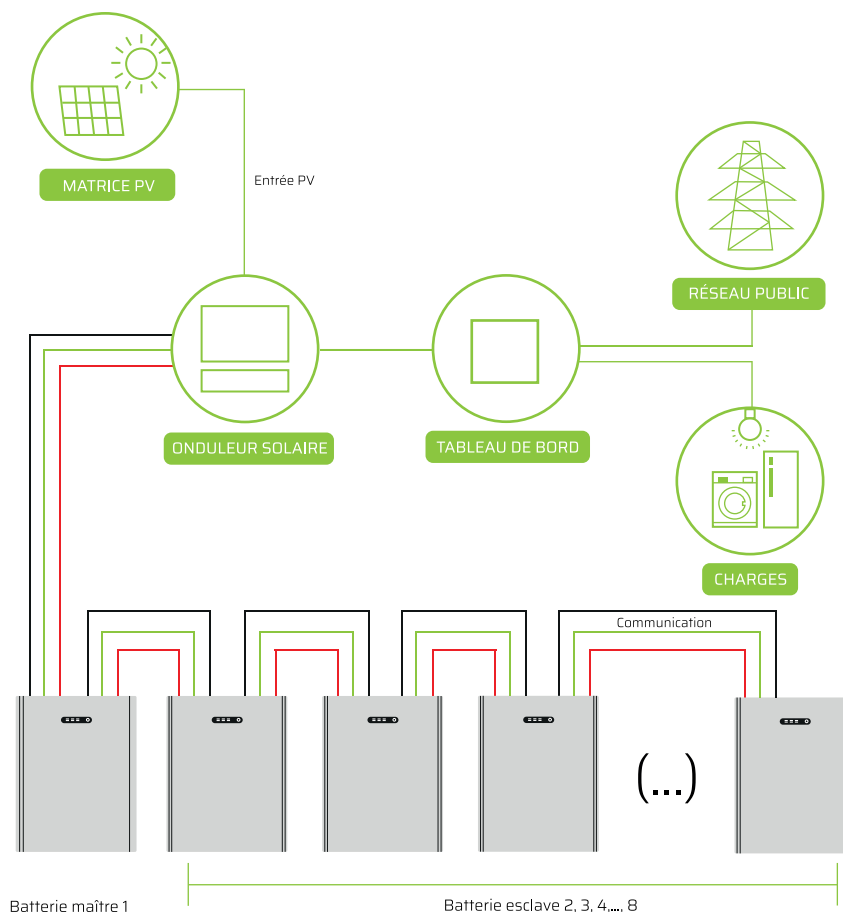 MATRICE PV
Entrée PV
RÉSEAU PUBLIC
ONDULEUR SOLAIRE
TABLEAU DE BORD
CHARGES
Communication
(...)
Batterie maître 1
Batterie esclave 2, 3, 4,..., 8